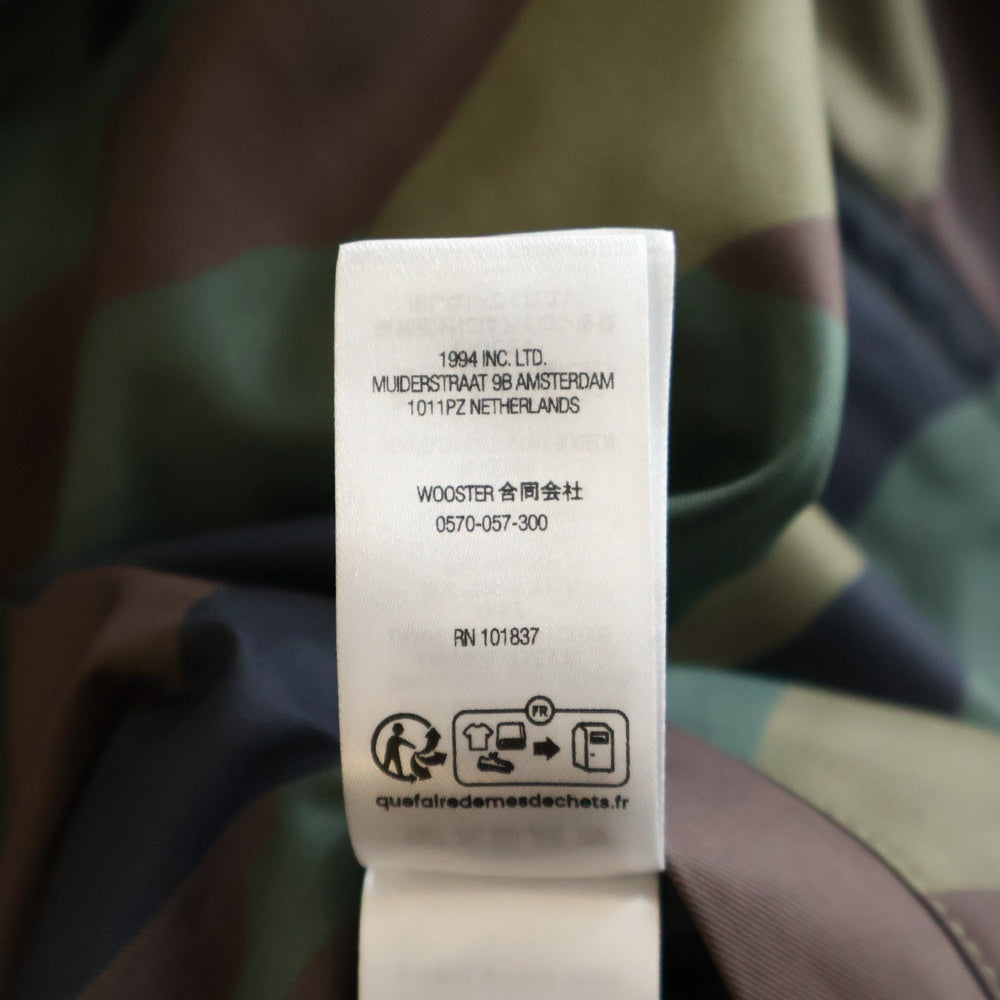 1994 INC. LTD.
MUIDERSTRAAT 9B AMSTERDAM
1011PZ NETHERLANDS
WOOSTER 合同会社
0570-057-300
RN 101837
FR
quefairedemesdechets.fr